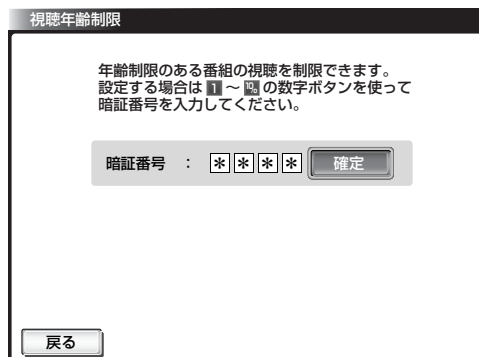 視聴年齢制限
年齢制限のある番組の視聴を制限できます。
設定する場合は 1 ～ 10 の数字ボタンを使って
暗証番号を入力してください。
暗証番号 ： ＊＊＊＊ 確定
戻る